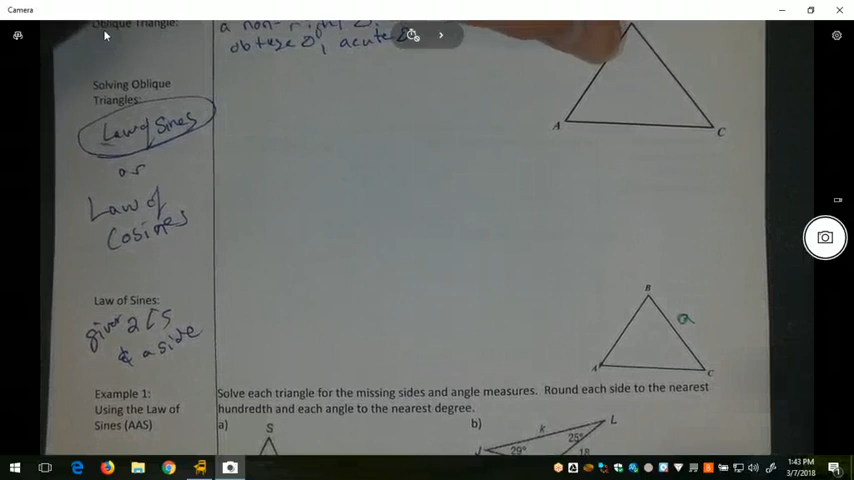 Camera
Oblique Triangle:
a non-right Δ.
obtuse Δ, acute Δ
Solving Oblique
Triangles:
Law of Sines
or
Law of
Cosines
A
C
Law of Sines:
given 2 ∠s
& a side
B
a
A
C
Example 1:
Using the Law of
Sines (AAS)
Solve each triangle for the missing sides and angle measures. Round each side to the nearest
hundredth and each angle to the nearest degree.
a)
S
b)
k
L
25°
J
29°
18
1:43 PM
3/7/2018